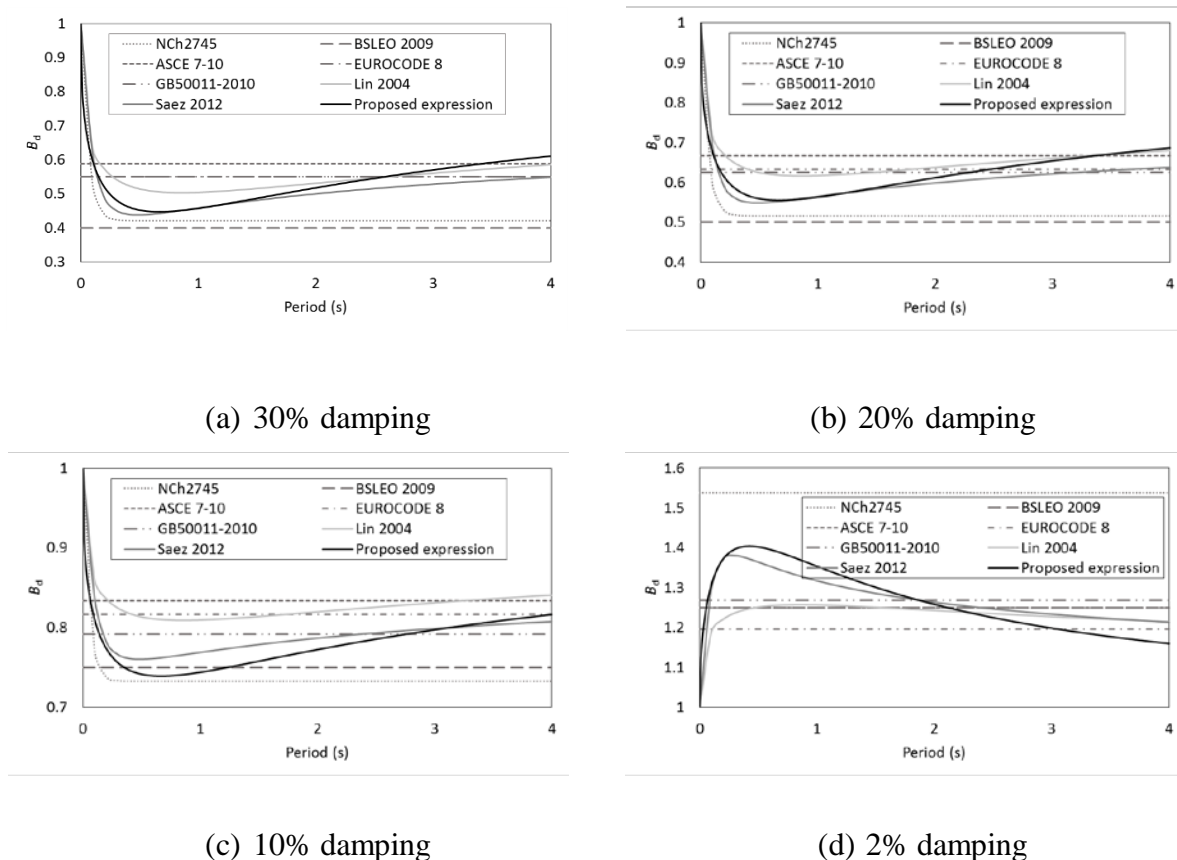 1
0.9
0.8
0.7
0.6
0.5
0.4
0.3
Bd
NCh2745 BSLEO 2009
ASCE 7-10 EUROCODE 8
GB50011-2010 Lin 2004
Saez 2012 Proposed expression
0 1 2 3 4
Period (s)
(a) 30% damping
1
0.9
0.8
0.7
0.6
0.5
0.4
Bd
NCh2745 BSLEO 2009
ASCE 7-10 EUROCODE 8
GB50011-2010 Lin 2004
Saez 2012 Proposed expression
0 1 2 3 4
Period (s)
(b) 20% damping
1
0.9
0.8
0.7
Bd
NCh2745 BSLEO 2009
ASCE 7-10 EUROCODE 8
GB50011-2010 Lin 2004
Saez 2012 Proposed expression
0 1 2 3 4
Period (s)
(c) 10% damping
1.6
1.5
1.4
1.3
1.2
1.1
1
Bd
NCh2745 BSLEO 2009
ASCE 7-10 EUROCODE 8
GB50011-2010 Lin 2004
Saez 2012 Proposed expression
0 1 2 3 4
Period (s)
(d) 2% damping